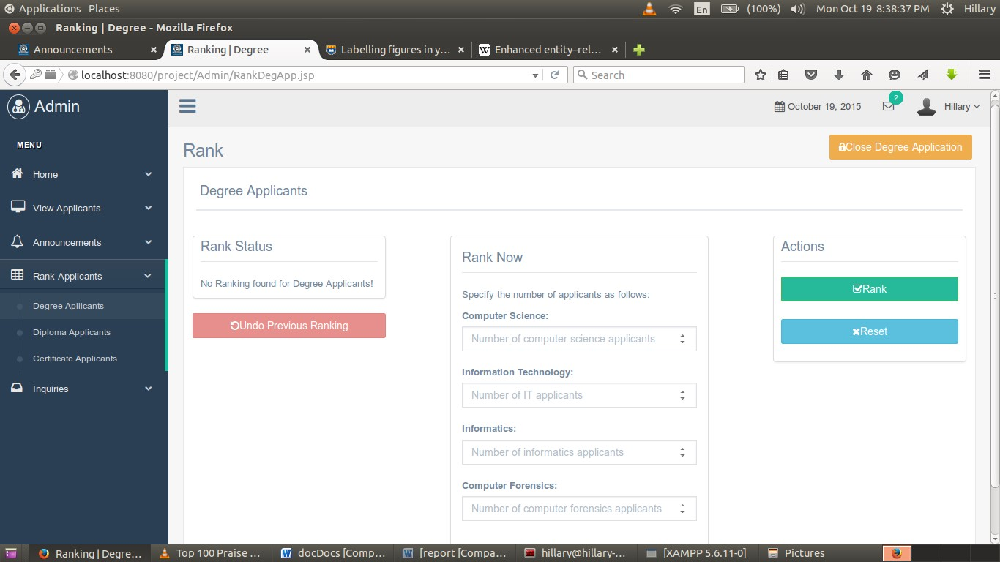 Applications Places
En (100%) Mon Oct 19 8:38:37 PM Hillary
Ranking | Degree - Mozilla Firefox
Announcements
Ranking | Degree
Labelling figures in y...
Enhanced entity–rel...
localhost:8080/project/Admin/RankDegApp.jsp
Search
Admin
October 19, 2015
2
Hillary
MENU
Home
View Applicants
Announcements
Rank Applicants
Degree Apllicants
Diploma Applicants
Certificate Applicants
Inquiries
Rank
Close Degree Application
Degree Applicants
Rank Status
No Ranking found for Degree Applicants!
Undo Previous Ranking
Rank Now
Specify the number of applicants as follows:
Computer Science:
Number of computer science applicants
Information Technology:
Number of IT applicants
Informatics:
Number of informatics applicants
Computer Forensics:
Number of computer forensics applicants
Actions
Rank
Reset
Ranking | Degre...
Top 100 Praise ...
docDocs [Comp...
[report [Compa...
hillary@hillary-...
[XAMPP 5.6.11-0]
Pictures